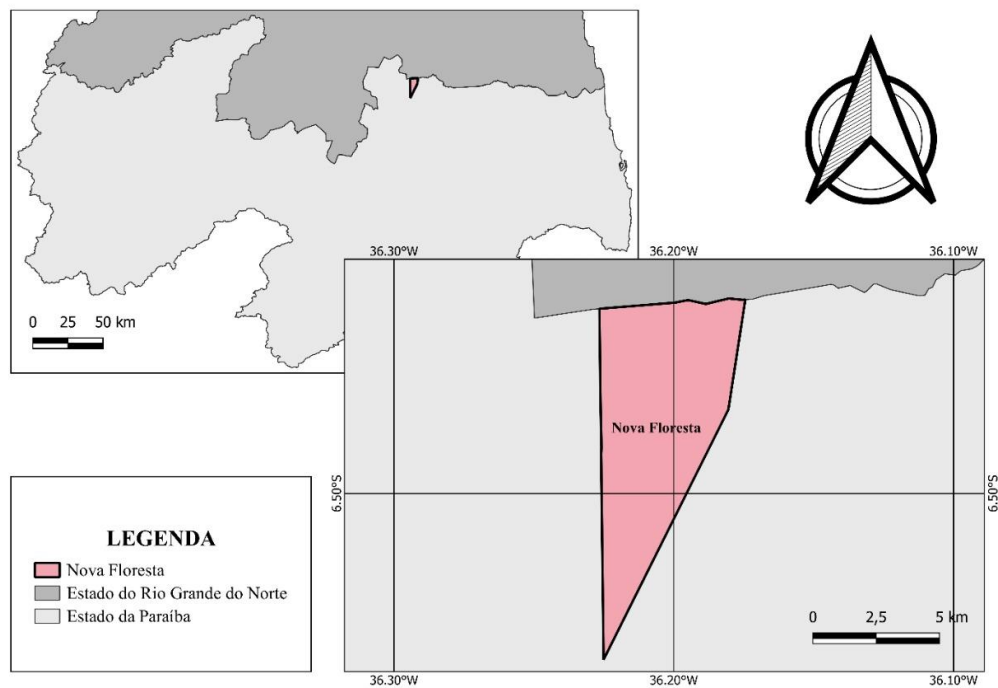 0 25 50 km
36.30°W 36.20°W 36.10°W
Nova Floresta
6.50°S 6.50°S
0 2,5 5 km
36.30°W 36.20°W 36.10°W
LEGENDA
Nova Floresta
Estado do Rio Grande do Norte
Estado da Paraíba